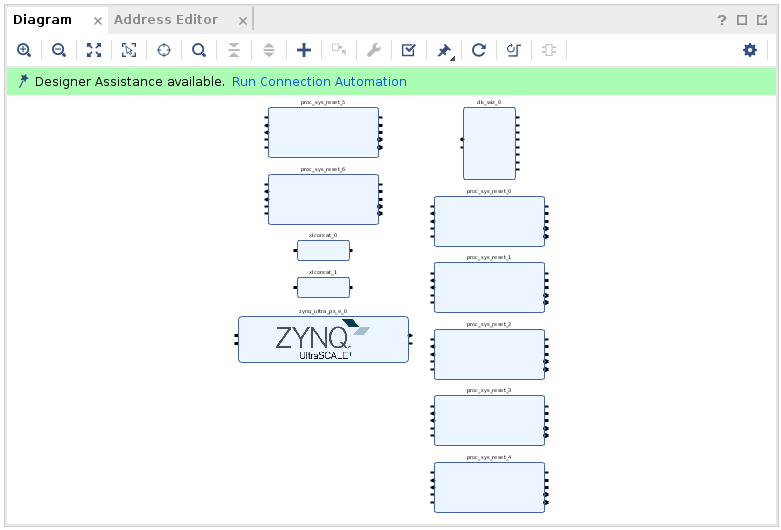 Diagram
Address Editor
Designer Assistance available. Run Connection Automation
proc_sys_reset_5
clk_wiz_0
proc_sys_reset_6
proc_sys_reset_0
xlconcat_0
proc_sys_reset_1
xlconcat_1
zynq_ultra_ps_e_0
ZYNQ
UltraSCALE+
proc_sys_reset_2
proc_sys_reset_3
proc_sys_reset_4